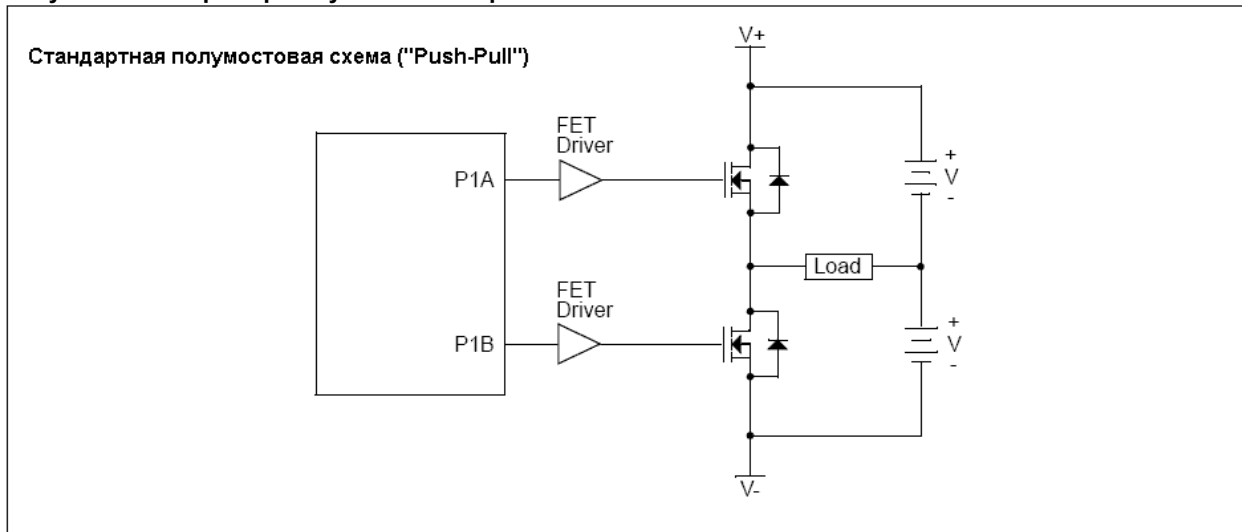 Стандартная полумостовая схема ("Push-Pull")
V+
FET
Driver
P1A
+
V
-
Load
FET
Driver
P1B
+
V
-
V-